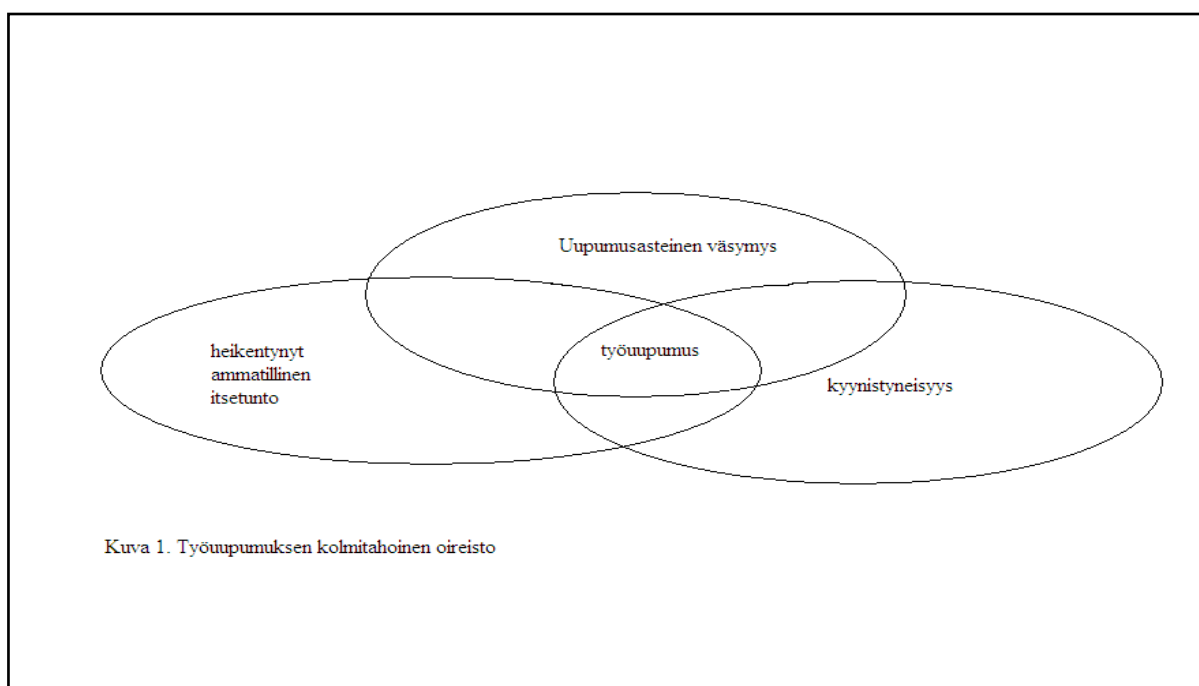 Uupumusasteinen väsymys
heikentynyt
ammatillinen
itsetunto
työuupumus
kyynistyneisyys
Kuva 1. Työuupumuksen kolmitahoinen oireisto